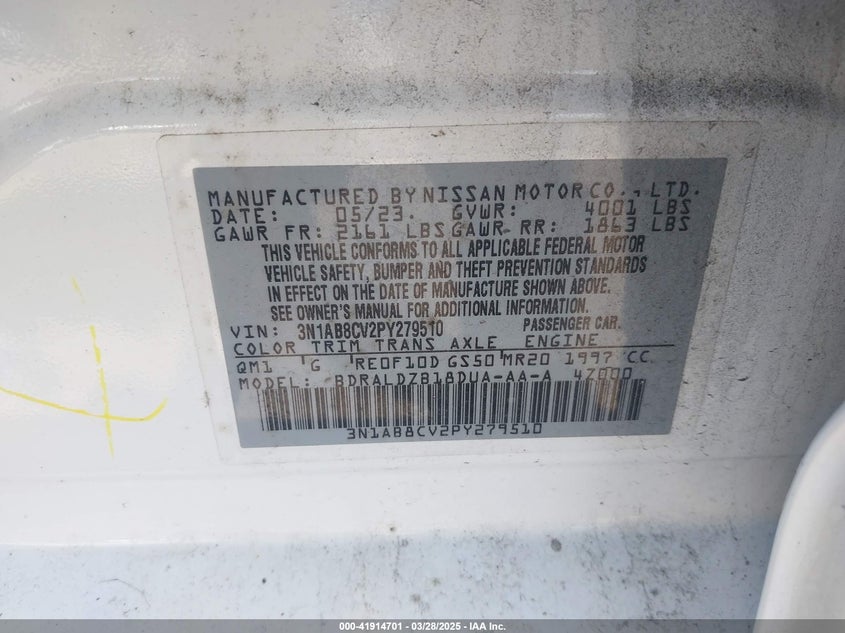 MANUFACTURED BY NISSAN MOTOR CO., LTD.
DATE: 05/23. GVWR: 4001 LBS
GAWR FR: 2161 LBS GAWR RR: 1863 LBS
THIS VEHICLE CONFORMS TO ALL APPLICABLE FEDERAL MOTOR
VEHICLE SAFETY, BUMPER AND THEFT PREVENTION STANDARDS
IN EFFECT ON THE DATE OF MANUFACTURE SHOWN ABOVE.
SEE OWNER'S MANUAL FOR ADDITIONAL INFORMATION.
VIN: 3N1AB8CV2PY279510 PASSENGER CAR.
COLOR TRIM TRANS AXLE ENGINE
QM1 G RE0F10D GS50 MR20 1997 CC
MODEL: BDRALDZB18DUA-AA-A 47000
3N1AB8CV2PY279510
000-41914701 | 03/28/2025 - IAA Inc.